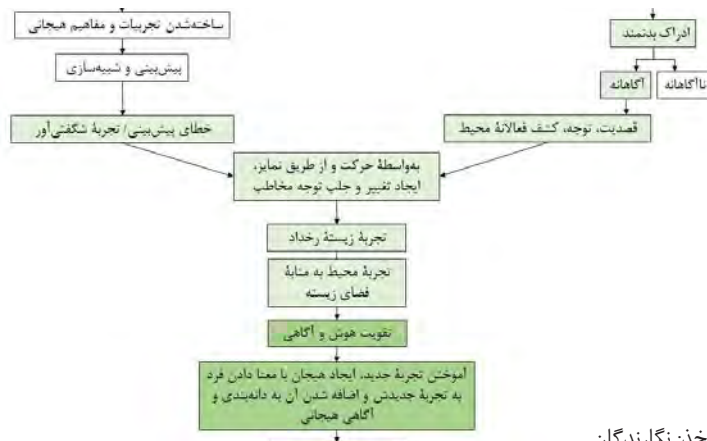 ساخته‌شدن تجربیات و مفاهیم هیجانی
پیش‌بینی و شبیه‌سازی
خطای پیش‌بینی/ تجربهٔ شگفتی‌آور
ادراک بدنمند
آگاهانه
ناآگاهانه
قصدیت، توجه، کشف فعالانهٔ محیط
به‌واسطهٔ حرکت و از طریق تمایز،
ایجاد تغییر و جلب توجه مخاطب
تجربهٔ زیستهٔ رخداد
تجربهٔ محیط به مثابهٔ
فضای زیسته
تقویت هوش و آگاهی
آموختن تجربهٔ جدید، ایجاد هیجان با معنا دادن فرد
به تجربهٔ جدیدش و اضافه شدن آن به دانه‌بندی و
آگاهی هیجانی
نگارندگان